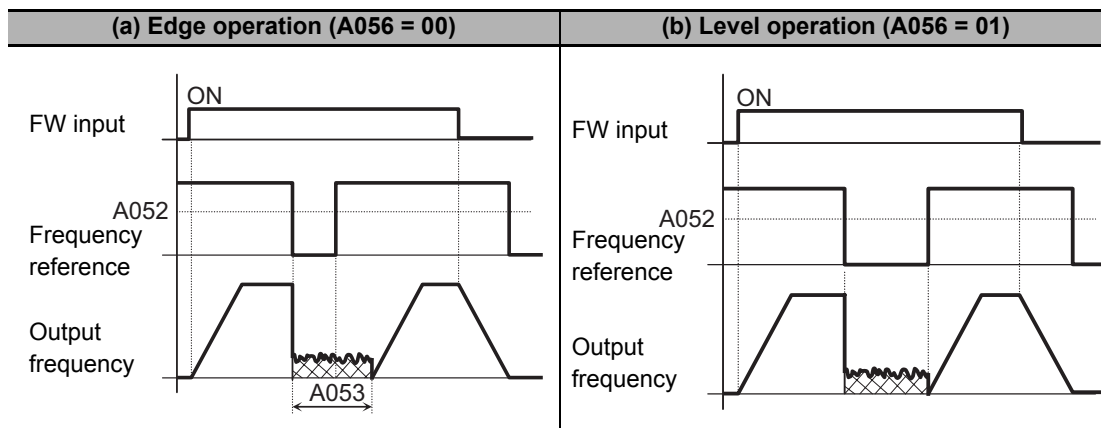 (a) Edge operation (A056 = 00)
(b) Level operation (A056 = 01)
ON
FW input
A052
Frequency
reference
Output
frequency
A053
ON
FW input
A052
Frequency
reference
Output
frequency